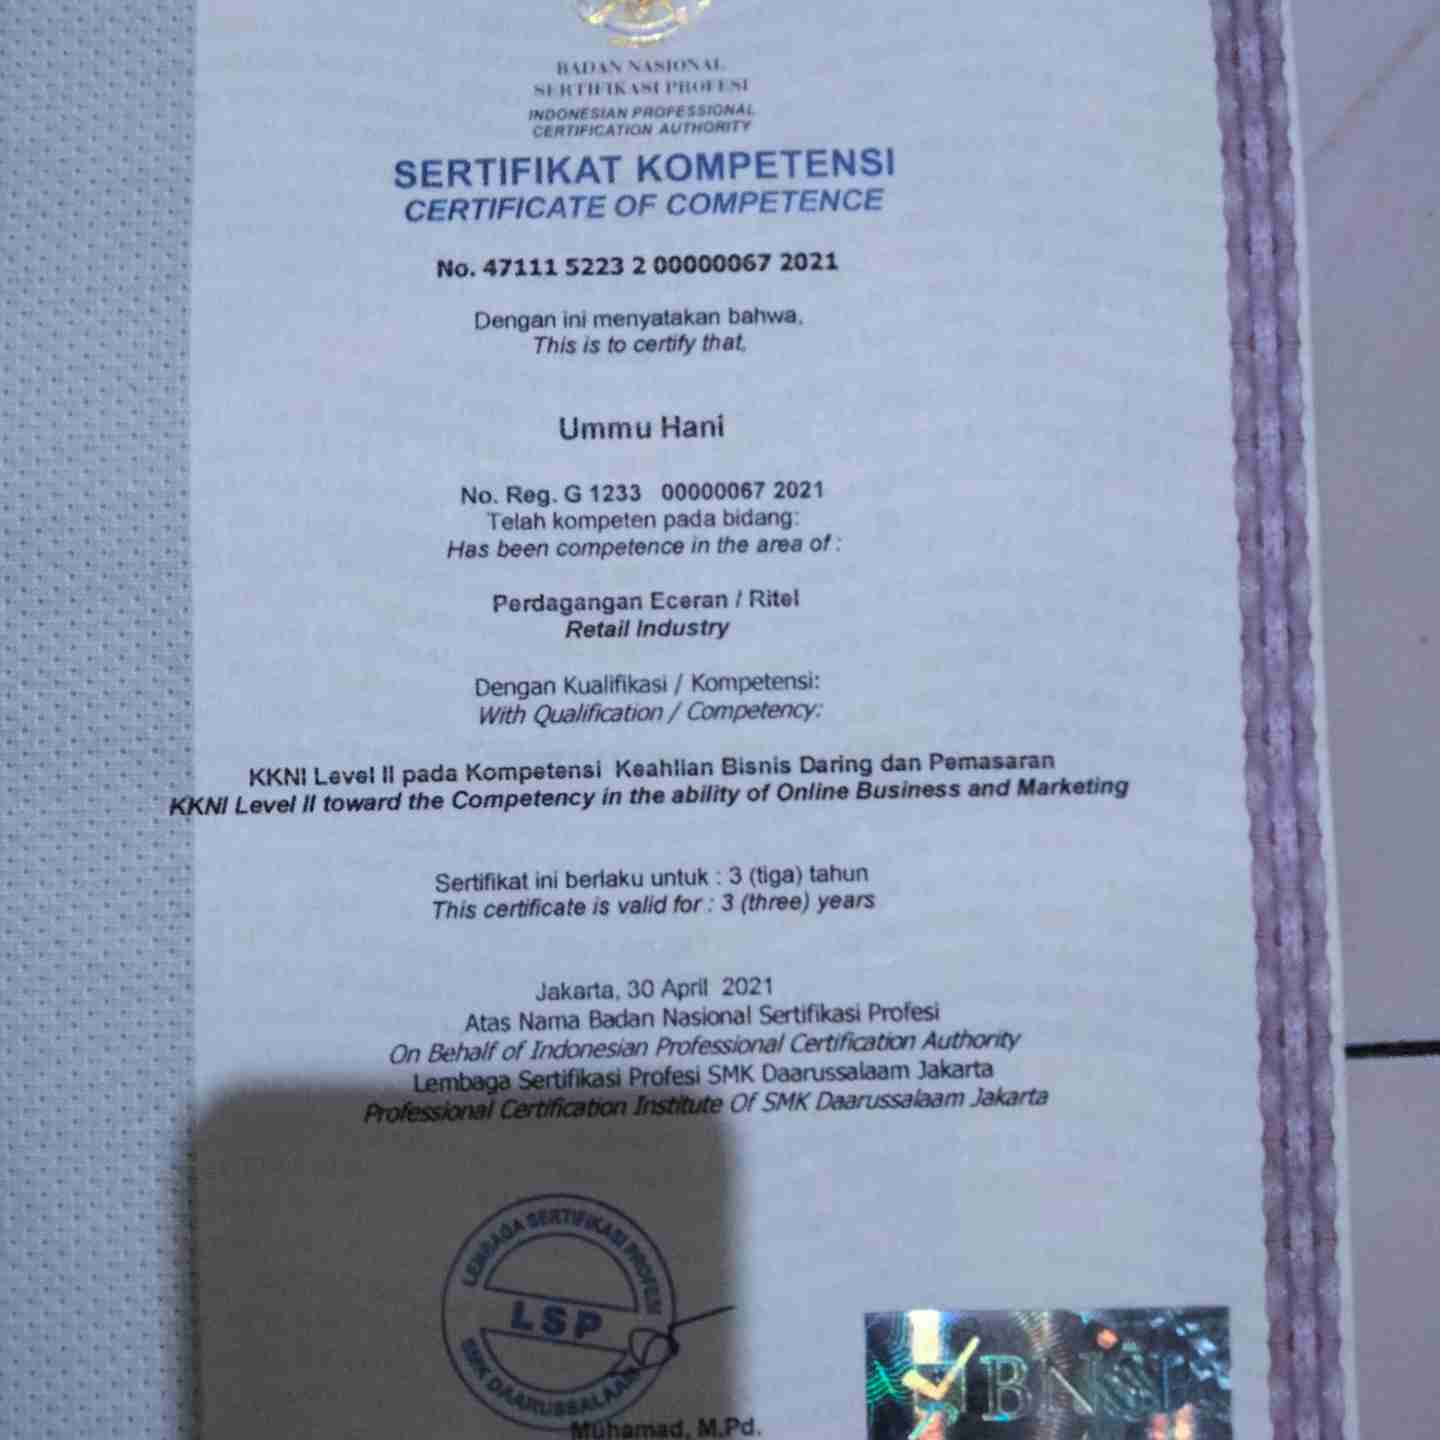 BADAN NASIONAL
SERTIFIKASI PROFESI
INDONESIAN PROFESSIONAL
CERTIFICATION AUTHORITY
SERTIFIKAT KOMPETENSI
CERTIFICATE OF COMPETENCE
No. 47111 5223 2 00000067 2021
Dengan ini menyatakan bahwa,
This is to certify that,
Ummu Hani
No. Reg. G 1233 00000067 2021
Telah kompeten pada bidang:
Has been competence in the area of :
Perdagangan Eceran / Ritel
Retail Industry
Dengan Kualifikasi / Kompetensi:
With Qualification / Competency:
KKNI Level II pada Kompetensi Keahlian Bisnis Daring dan Pemasaran
KKNI Level II toward the Competency in the ability of Online Business and Marketing
Sertifikat ini berlaku untuk : 3 (tiga) tahun
This certificate is valid for : 3 (three) years
Jakarta, 30 April 2021
Atas Nama Badan Nasional Sertifikasi Profesi
On Behalf of Indonesian Professional Certification Authority
Lembaga Sertifikasi Profesi SMK Daarussalaam Jakarta
Professional Certification Institute Of SMK Daarussalaam Jakarta
LEMBAGA SERTIFIKASI PROFESI
LSP
SMK DAARUSSALAAM
Muhamad, M.Pd.
BNSP